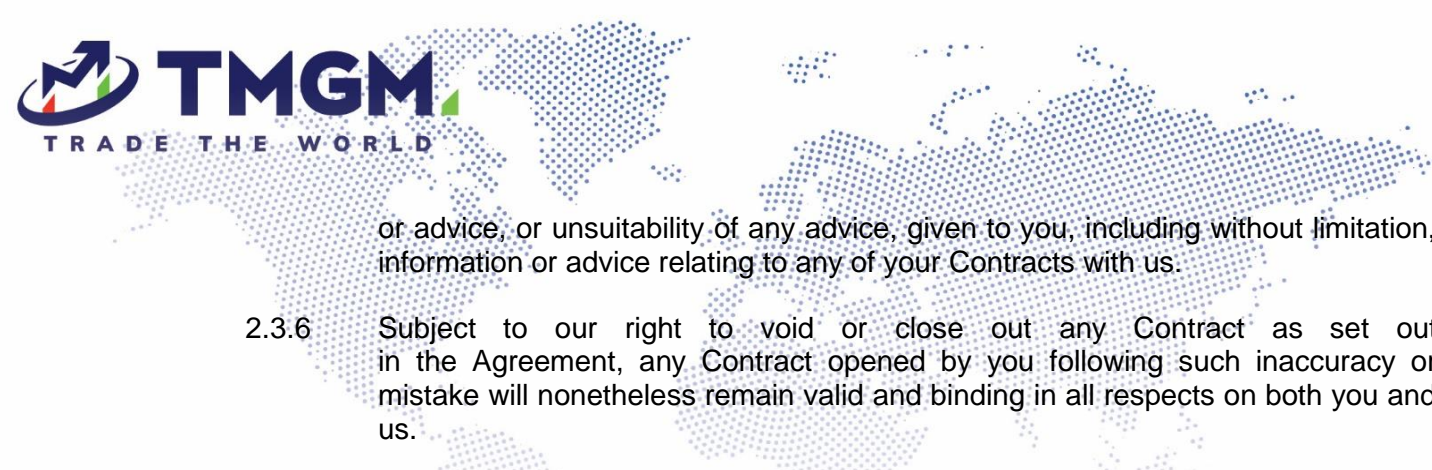 TMGM
TRADE THE WORLD
or advice, or unsuitability of any advice, given to you, including without limitation,
information or advice relating to any of your Contracts with us.
2.3.6 Subject to our right to void or close out any Contract as set out
in the Agreement, any Contract opened by you following such inaccuracy or
mistake will nonetheless remain valid and binding in all respects on both you and
us.